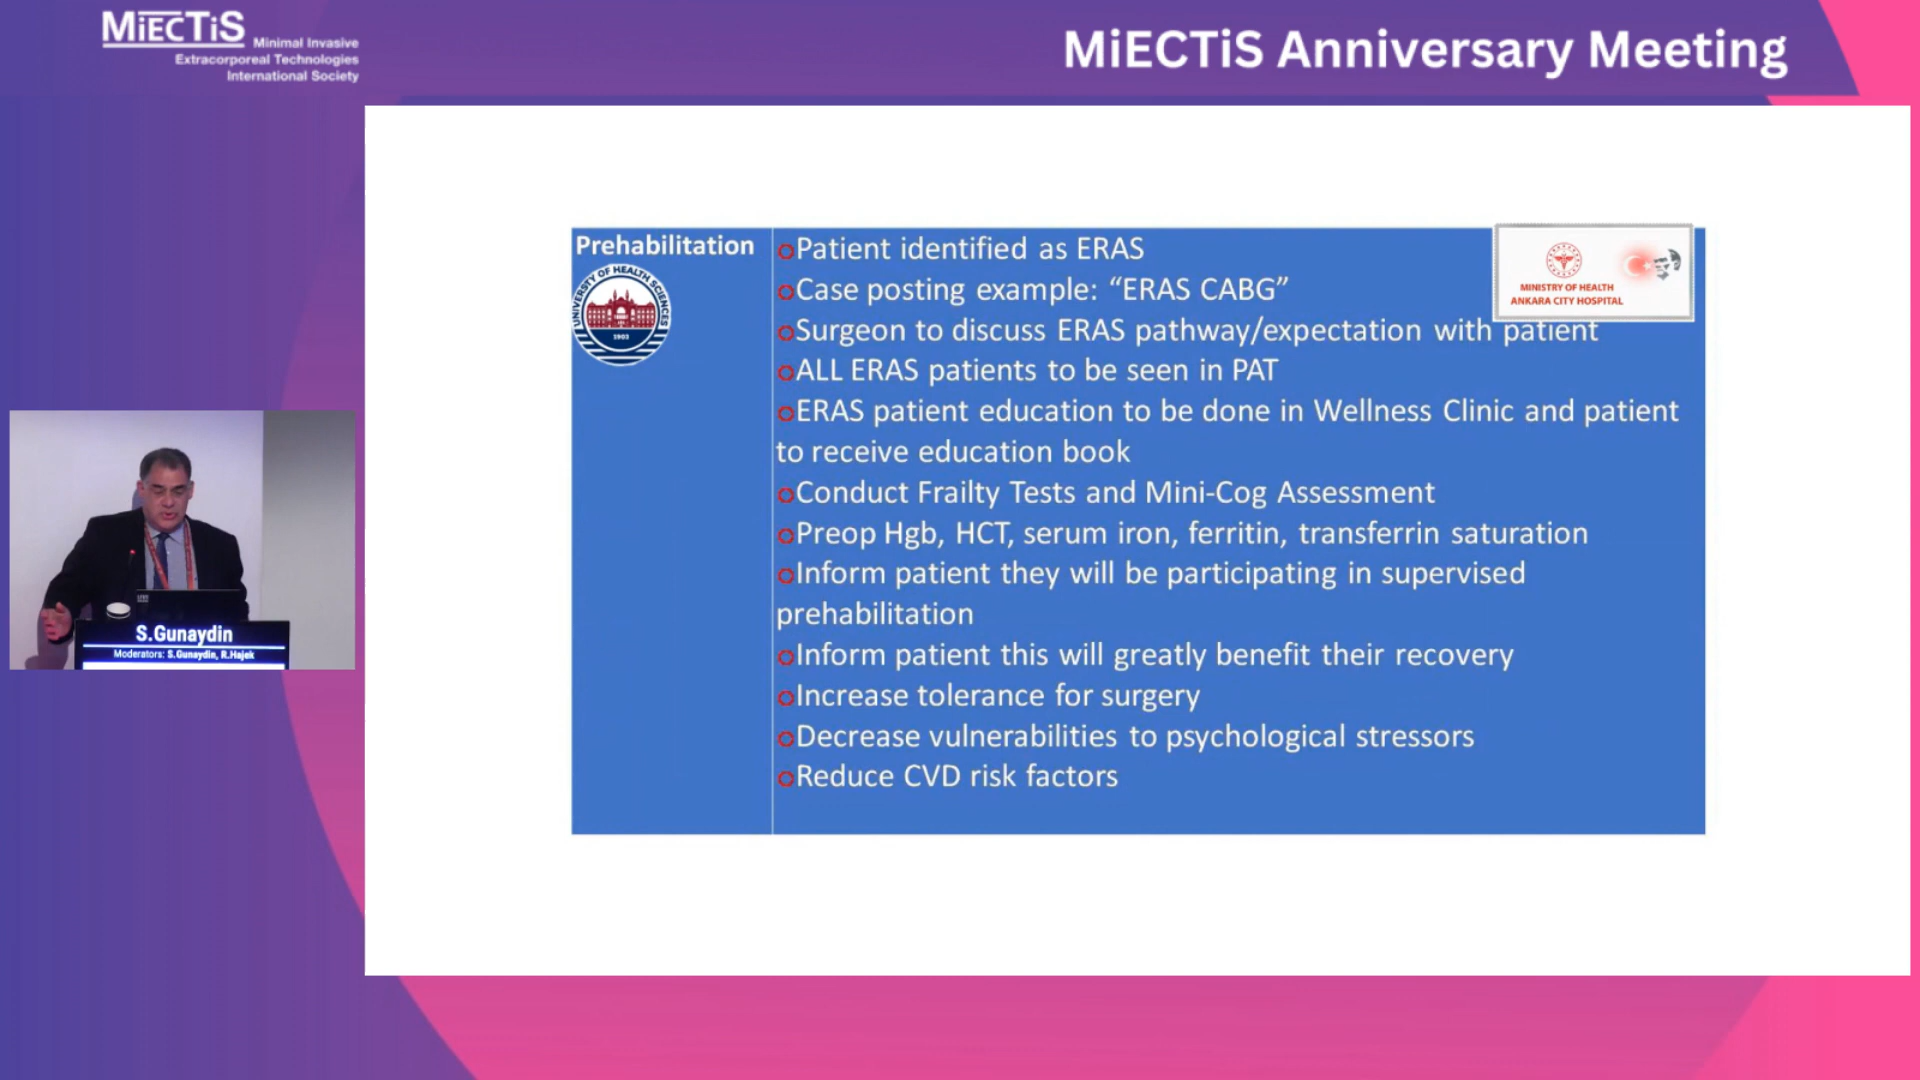 MiECTiS
Minimal Invasive
Extracorporeal Technologies
International Society
MiECTiS Anniversary Meeting
Prehabilitation
UNIVERSITY OF HEALTH SCIENCES
1903
MINISTRY OF HEALTH
ANKARA CITY HOSPITAL
Patient identified as ERAS
Case posting example: “ERAS CABG”
Surgeon to discuss ERAS pathway/expectation with patient
ALL ERAS patients to be seen in PAT
ERAS patient education to be done in Wellness Clinic and patient
to receive education book
Conduct Frailty Tests and Mini-Cog Assessment
Preop Hgb, HCT, serum iron, ferritin, transferrin saturation
Inform patient they will be participating in supervised
prehabilitation
Inform patient this will greatly benefit their recovery
Increase tolerance for surgery
Decrease vulnerabilities to psychological stressors
Reduce CVD risk factors
S.Gunaydin
Moderators: S.Gunaydin, R.Hajek